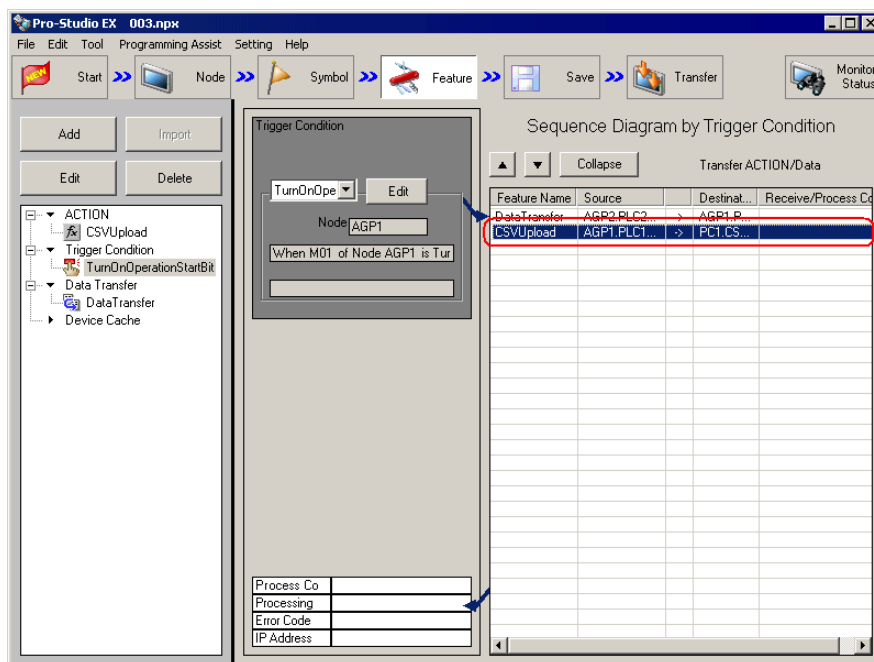 Pro-Studio EX 003.npx
File Edit Tool Programming Assist Setting Help
NEW Start Node Symbol Feature Save Transfer Monitor Status
Add Import
Edit Delete
ACTION
fx CSVUpload
Trigger Condition
TurnOnOperationStartBit
Data Transfer
DataTransfer
Device Cache
Trigger Condition
TurnOnOpe Edit
Node AGP1
When M01 of Node AGP1 is Tur
Process Co
Processing
Error Code
IP Address
Sequence Diagram by Trigger Condition
Collapse Transfer ACTION/Data
Feature Name Source Destinat... Receive/Process Co
DataTransfer AGP2.PLC2... -> AGP1.P...
CSVUpload AGP1.PLC1... -> PC1.CS...